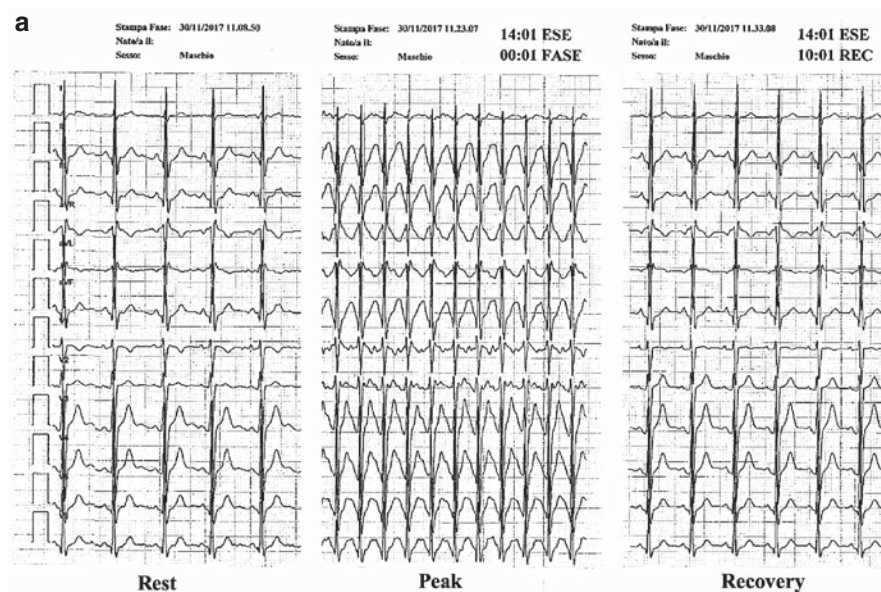 a
Stampa Fase: 30/11/2017 11.08.50
Nato/a il:
Sesso: Maschio
Stampa Fase: 30/11/2017 11.23.07
Nato/a il:
Sesso: Maschio
14:01 ESE
00:01 FASE
Stampa Fase: 30/11/2017 11.33.08
Nato/a il:
Sesso: Maschio
14:01 ESE
10:01 REC
I
II
aVR
aVL
aVF
V2
V3
Rest
Peak
Recovery